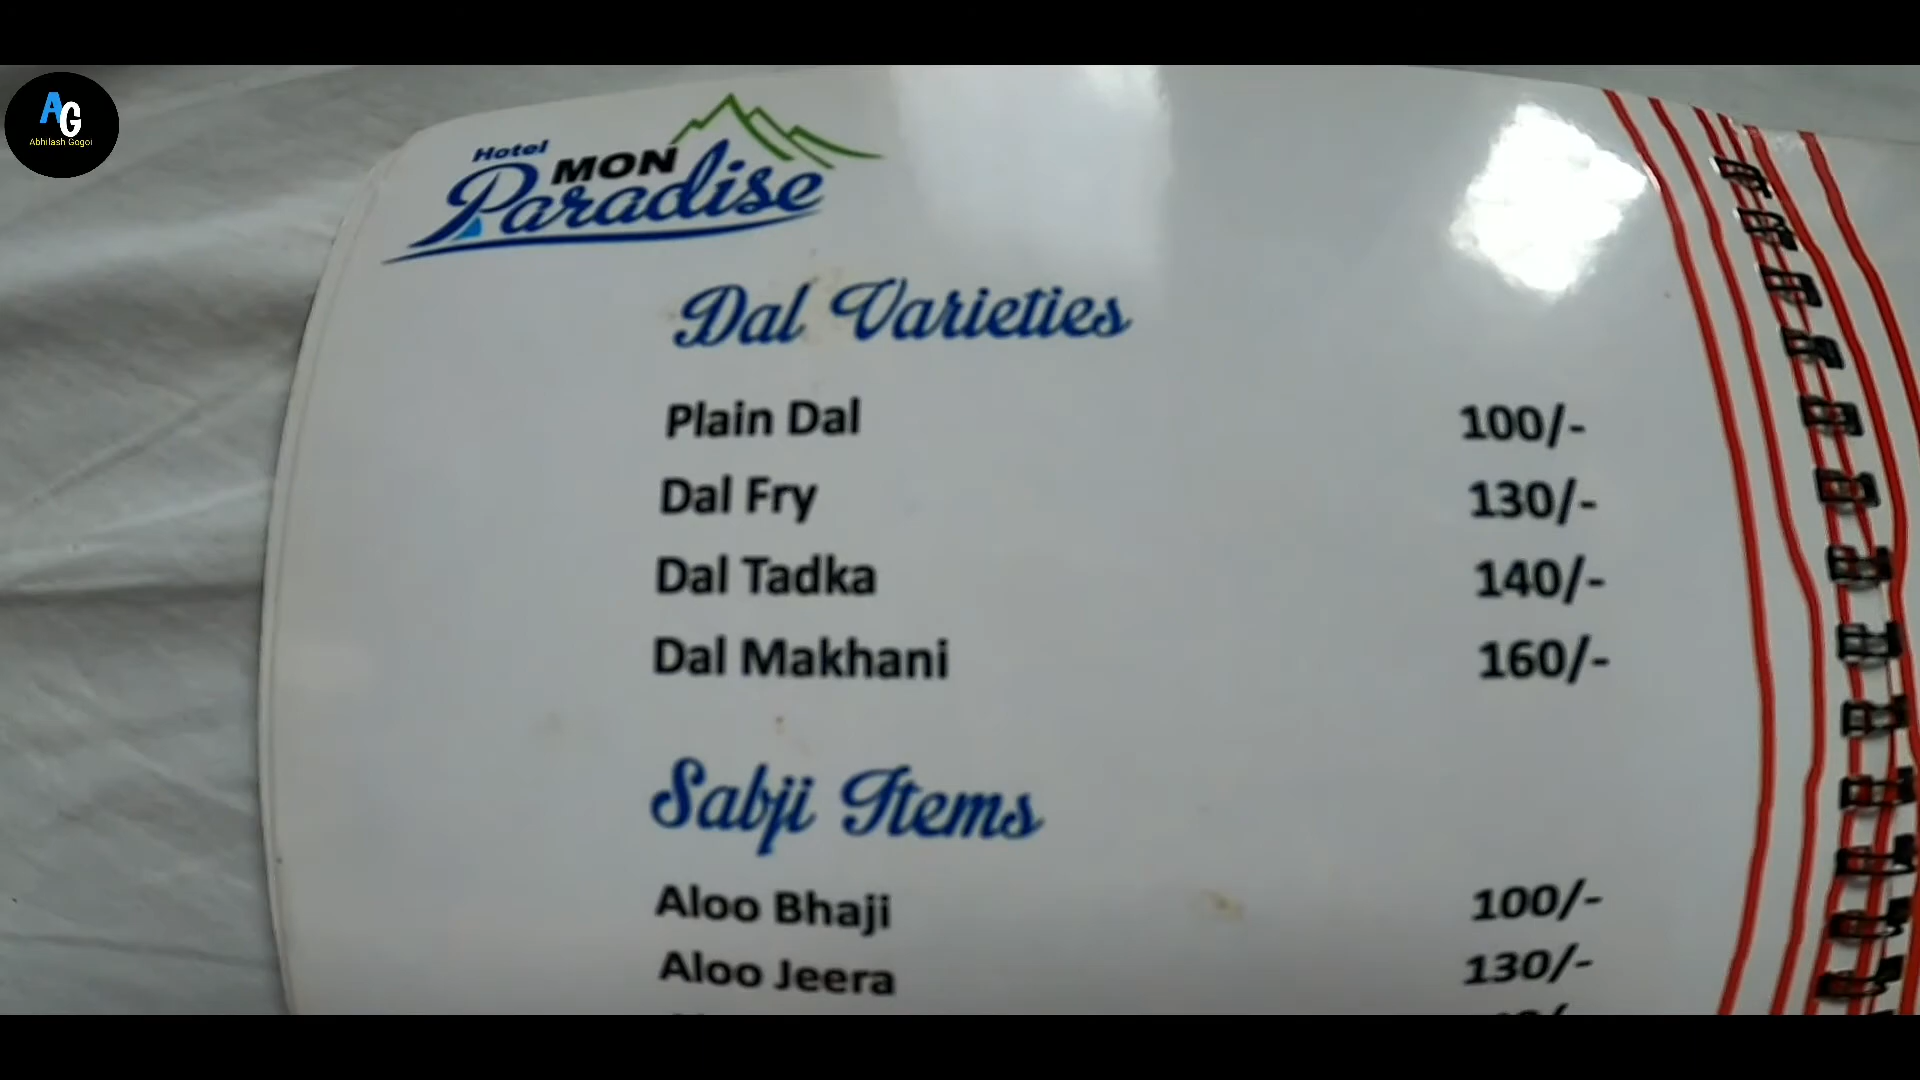 AG
Abhilash Gogoi
Hotel
MON
Paradise
Dal Varieties
Plain Dal 100/-
Dal Fry 130/-
Dal Tadka 140/-
Dal Makhani 160/-
Sabji Items
Aloo Bhaji 100/-
Aloo Jeera 130/-